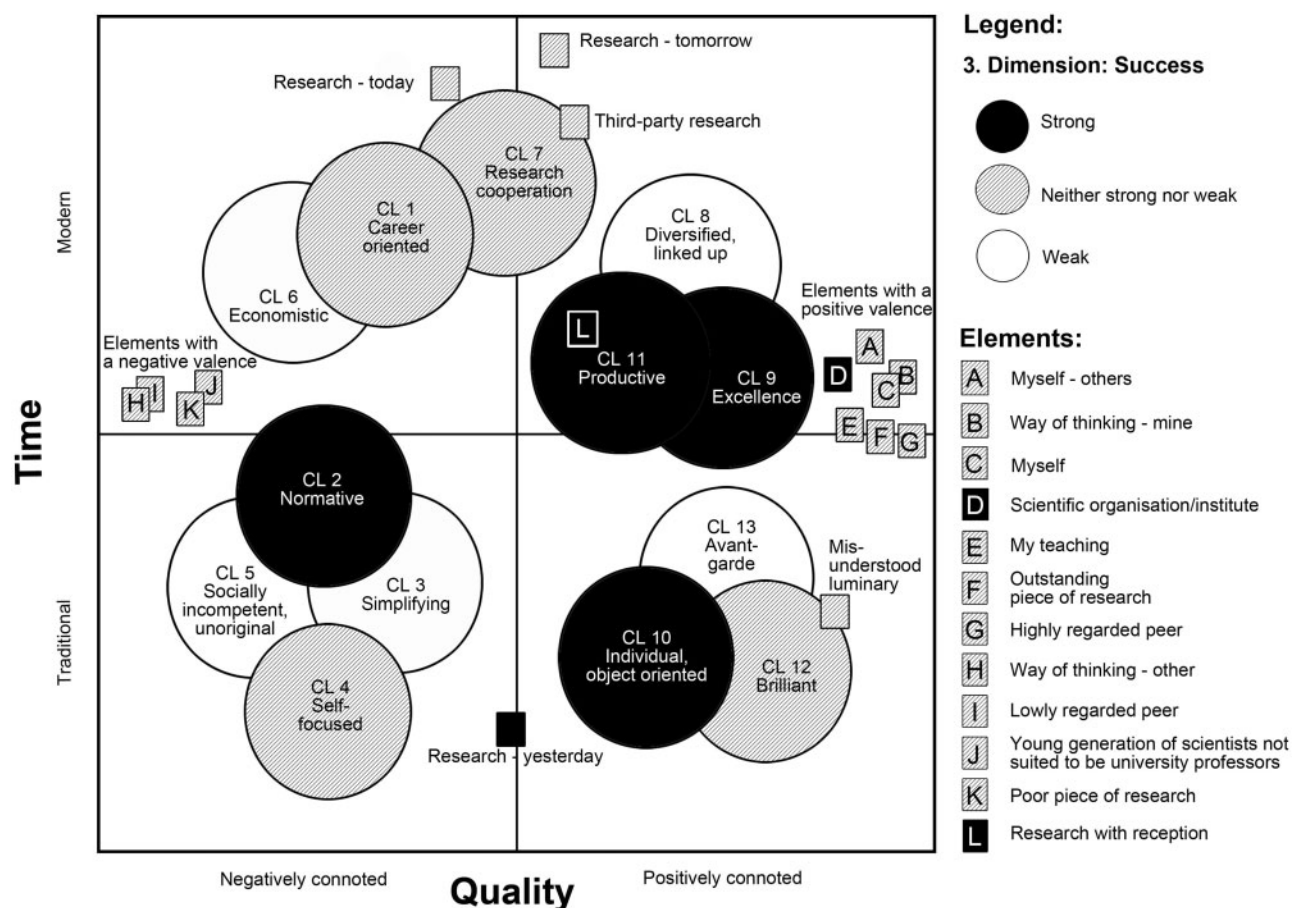 Research - tomorrow
Research - today
Third-party research
CL 7
Research
cooperation
CL 1
Career
oriented
CL 8
Diversified,
linked up
CL 6
Economistic
Elements with
a negative valence
Elements with a
positive valence
L
CL 11
Productive
CL 9
Excellence
A
B
C
D
E
F
G
H
I
J
K
CL 2
Normative
CL 5
Socially
incompetent,
unoriginal
CL 3
Simplifying
CL 4
Self-
focused
CL 13
Avant-
garde
Mis-
understood
luminary
CL 10
Individual,
object oriented
CL 12
Brilliant
Research - yesterday
Time
Modern
Traditional
Negatively connoted
Quality
Positively connoted
Legend:
3. Dimension: Success
Strong
Neither strong nor weak
Weak
Elements:
A Myself - others
B Way of thinking - mine
C Myself
D Scientific organisation/institute
E My teaching
F Outstanding
piece of research
G Highly regarded peer
H Way of thinking - other
I Lowly regarded peer
J Young generation of scientists not
suited to be university professors
K Poor piece of research
L Research with reception